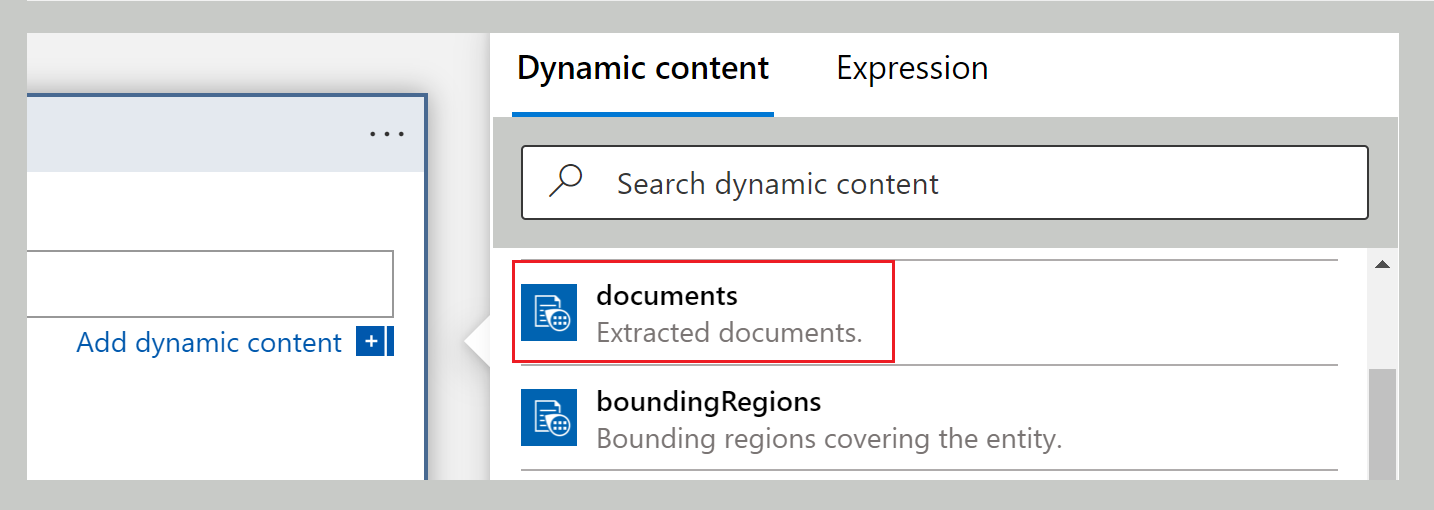 Dynamic content Expression
...
Search dynamic content
documents
Extracted documents.
Add dynamic content
boundingRegions
Bounding regions covering the entity.